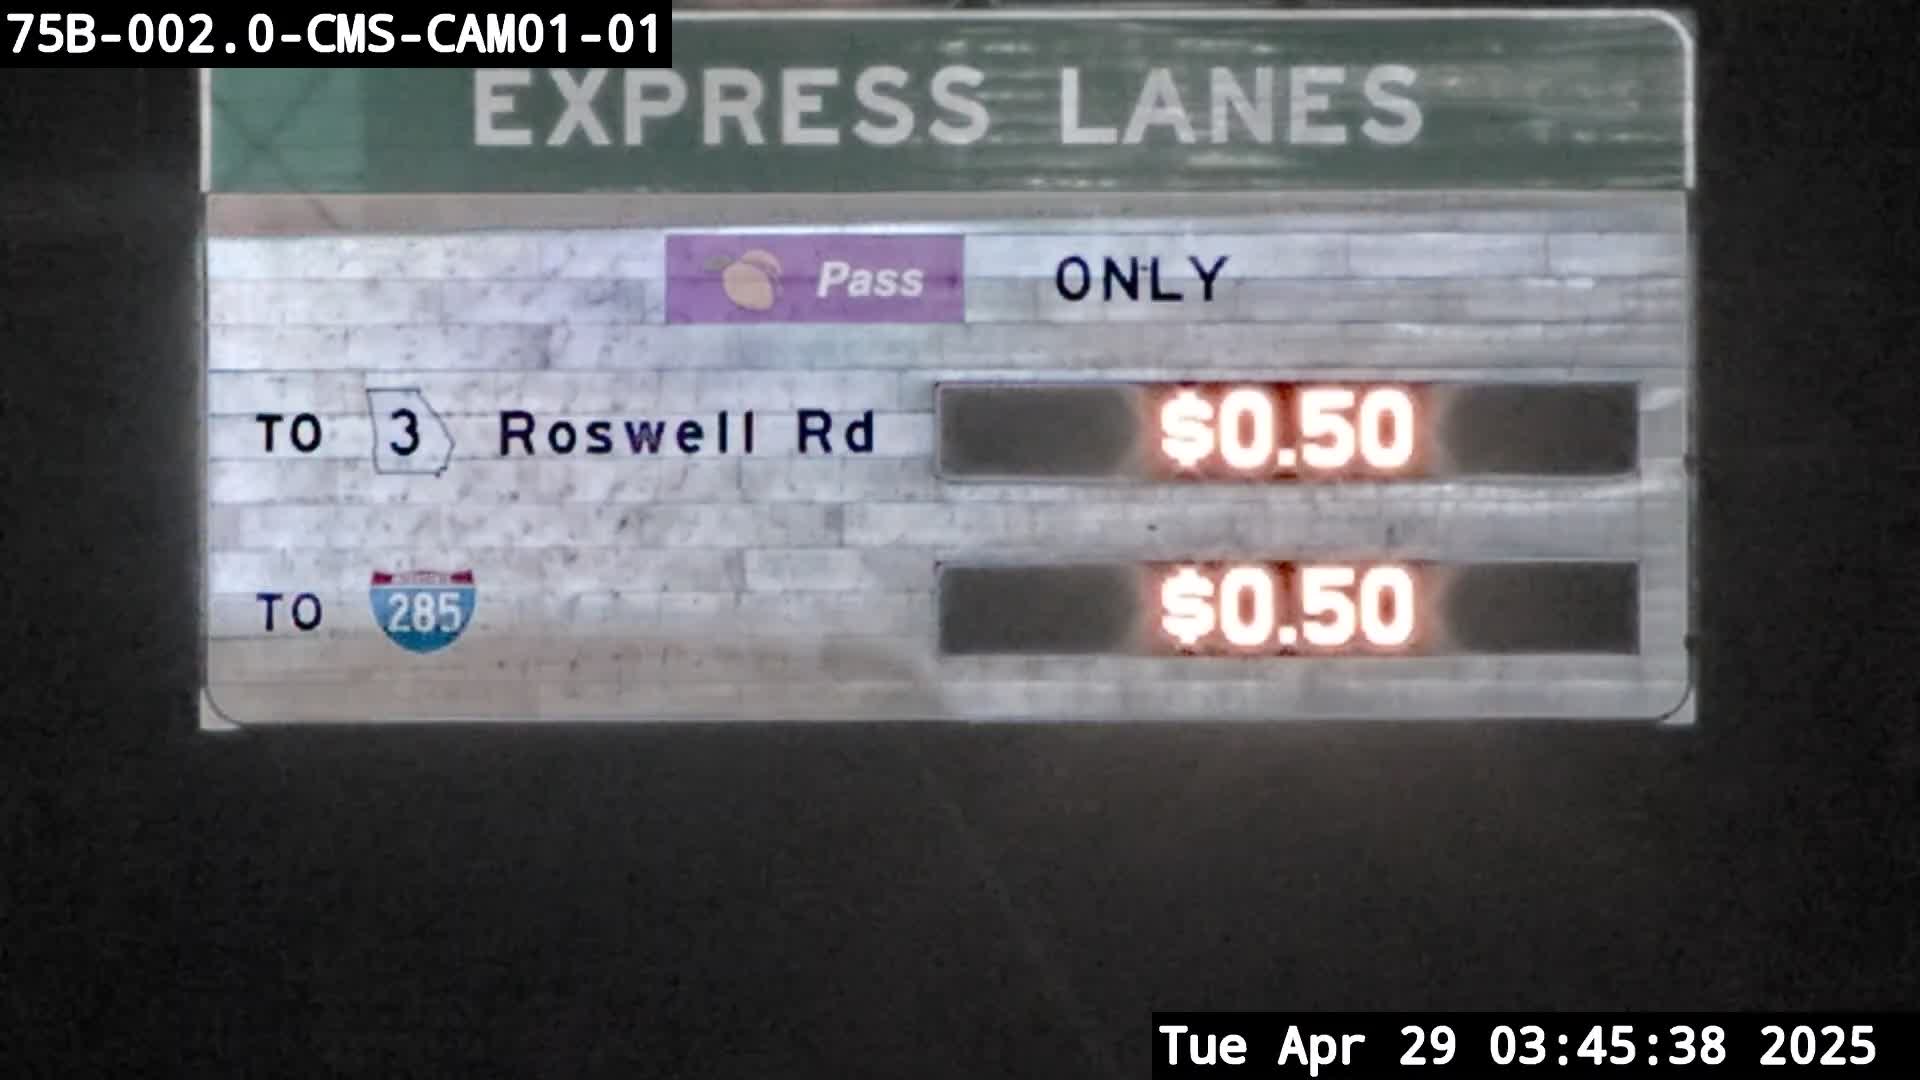 75B-002.0-CMS-CAM01-01
EXPRESS LANES
Pass ONLY
TO 3 Roswell Rd $0.50
TO 285 $0.50
Tue Apr 29 03:45:38 2025